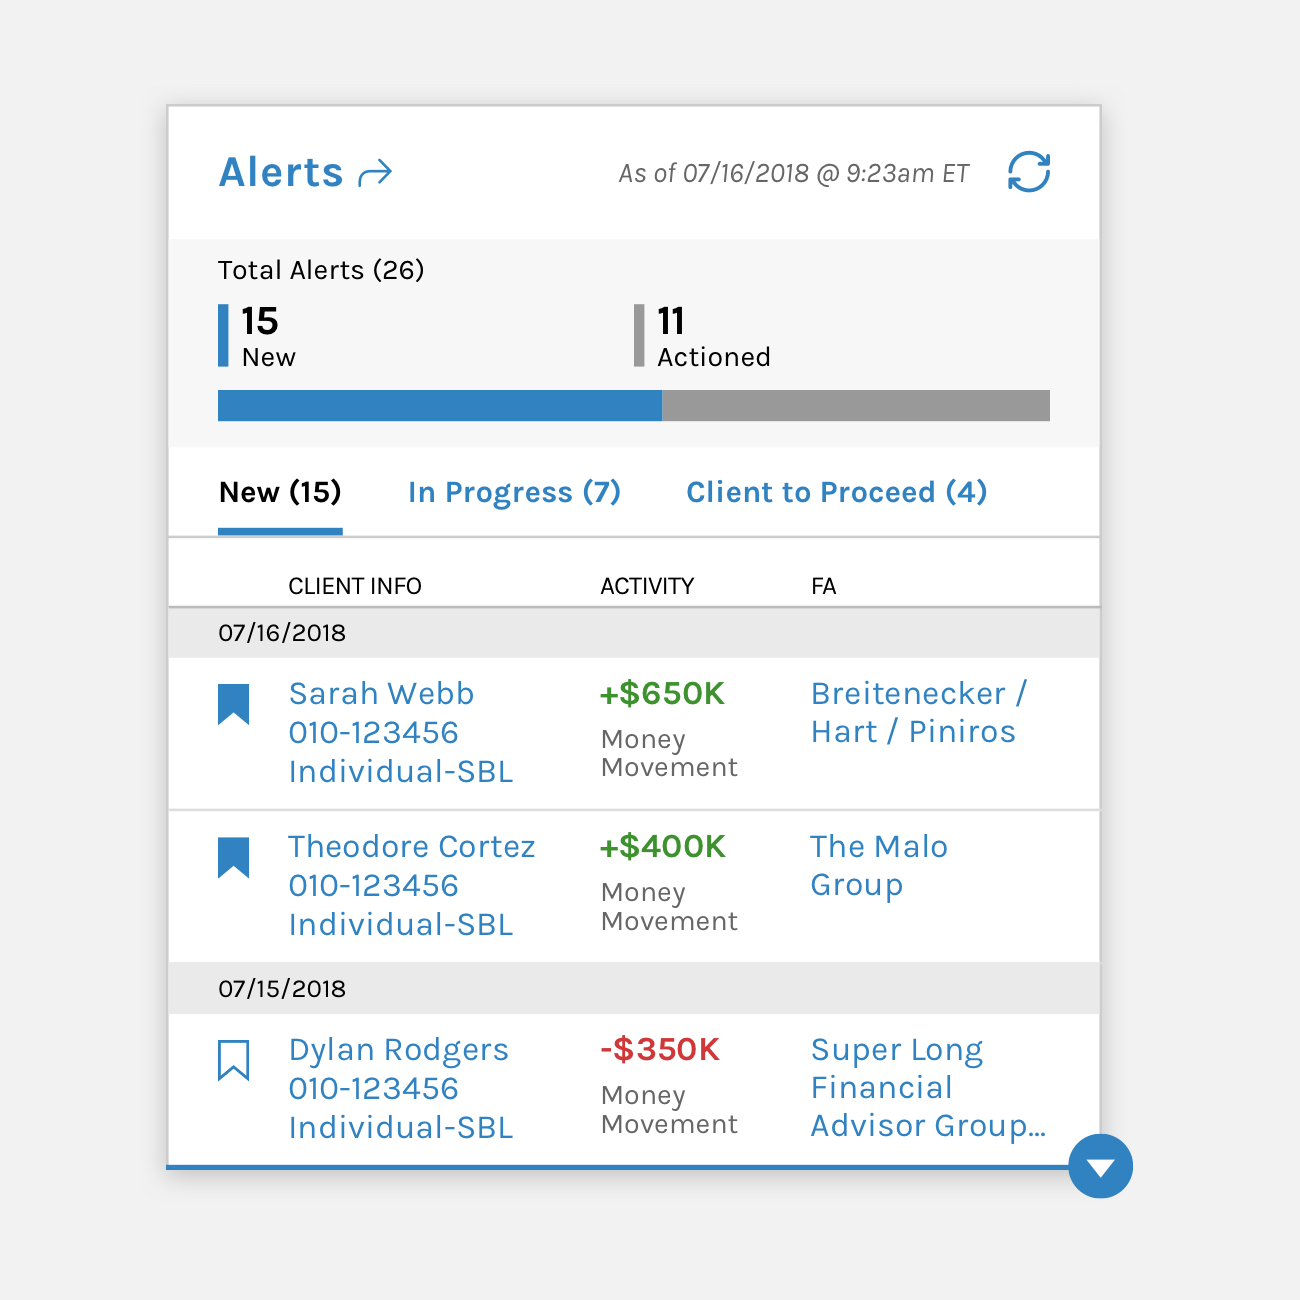 Alerts
As of 07/16/2018 @ 9:23am ET
Total Alerts (26)
15
New
11
Actioned
New (15)
In Progress (7)
Client to Proceed (4)
CLIENT INFO
ACTIVITY
FA
07/16/2018
Sarah Webb
010-123456
Individual-SBL
+$650K
Money
Movement
Breitenecker /
Hart / Piniros
Theodore Cortez
010-123456
Individual-SBL
+$400K
Money
Movement
The Malo
Group
07/15/2018
Dylan Rodgers
010-123456
Individual-SBL
-$350K
Money
Movement
Super Long
Financial
Advisor Group...